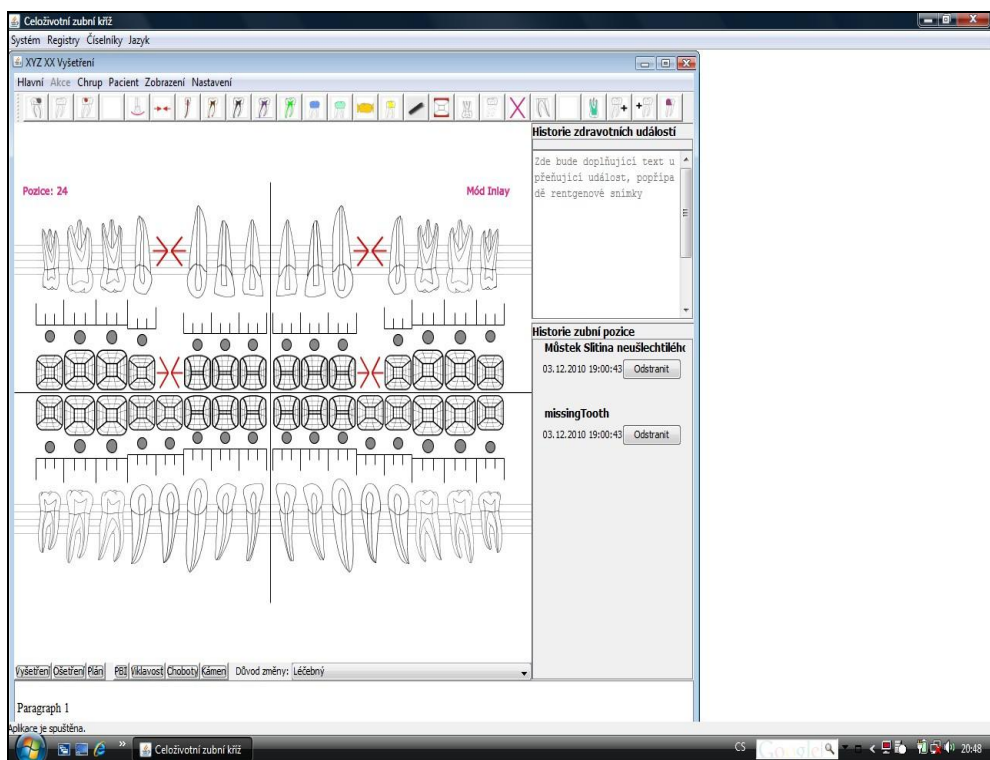 Celoživotní zubní kříž
Systém Registry Číselníky Jazyk
XYZ XX Vyšetření
Hlavní Akce Chrup Pacient Zobrazení Nastavení
Historie zdravotních událostí
Zde bude doplňující text u
přeňující událost, popřípa
dě rentgenové snímky
Pozice: 24
Mód Inlay
Historie zubní pozice
Můstek Slitina neušlechtiléhc
03.12.2010 19:00:43 Odstranit
missingTooth
03.12.2010 19:00:43 Odstranit
Vyšetření Ošetření Plán PBI Viklavost Choboty Kámen Důvod změny: Léčebný
Paragraph 1
Aplikace je spuštěna.
Celoživotní zubní kříž
CS
Google
20:48